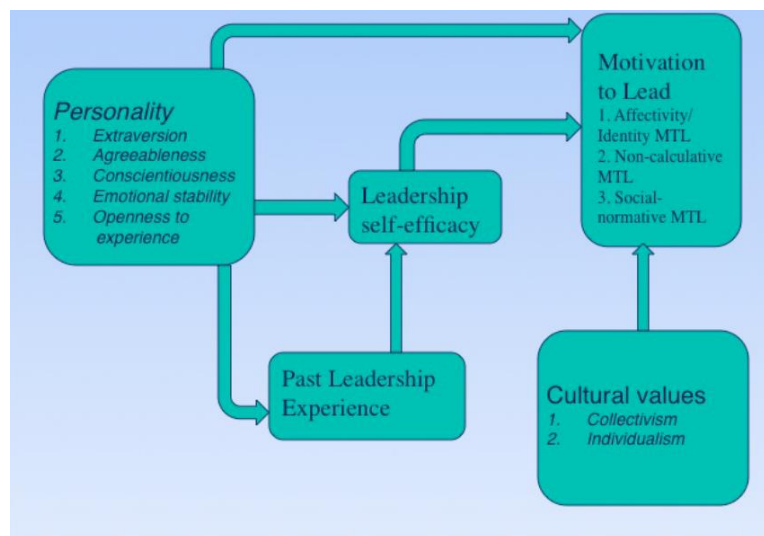 Personality
1. Extraversion
2. Agreeableness
3. Conscientiousness
4. Emotional stability
5. Openness to
experience
Motivation
to Lead
1. Affectivity/
Identity MTL
2. Non-calculative
MTL
3. Social-
normative MTL
Leadership
self-efficacy
Past Leadership
Experience
Cultural values
1. Collectivism
2. Individualism